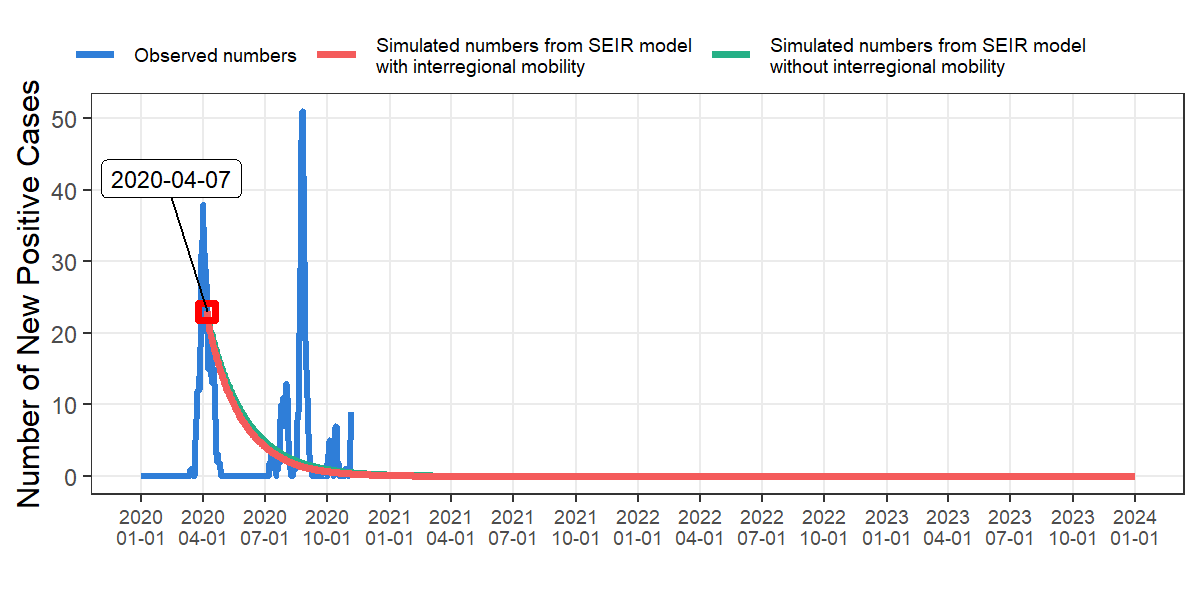 Observed numbers
Simulated numbers from SEIR model
with interregional mobility
Simulated numbers from SEIR model
without interregional mobility
Number of New Positive Cases
50
40
30
20
10
0
2020-04-07
2020 2020 2020 2020 2021 2021 2021 2021 2022 2022 2022 2022 2023 2023 2023 2023 2024
01-01 04-01 07-01 10-01 01-01 04-01 07-01 10-01 01-01 04-01 07-01 10-01 01-01 04-01 07-01 10-01 01-01